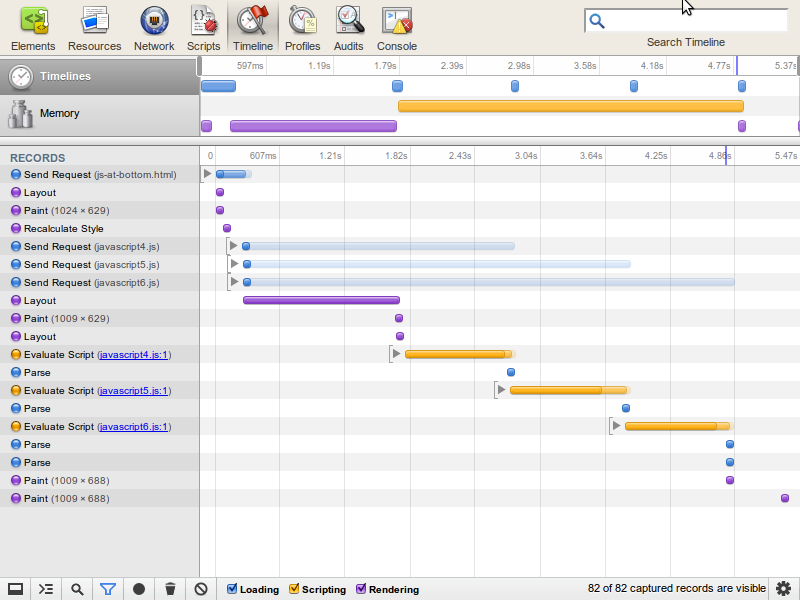 Elements Resources Network Scripts Timeline Profiles Audits Console
Search Timeline
Timelines
597ms 1.19s 1.79s 2.39s 2.98s 3.58s 4.18s 4.77s 5.37s
Memory
RECORDS
0 607ms 1.21s 1.82s 2.43s 3.04s 3.64s 4.25s 4.86s 5.47s
Send Request (js-at-bottom.html)
Layout
Paint (1024 × 629)
Recalculate Style
Send Request (javascript4.js)
Send Request (javascript5.js)
Send Request (javascript6.js)
Layout
Paint (1009 × 629)
Layout
Evaluate Script (javascript4.js:1)
Parse
Evaluate Script (javascript5.js:1)
Parse
Evaluate Script (javascript6.js:1)
Parse
Parse
Paint (1009 × 688)
Paint (1009 × 688)
Loading Scripting Rendering 82 of 82 captured records are visible